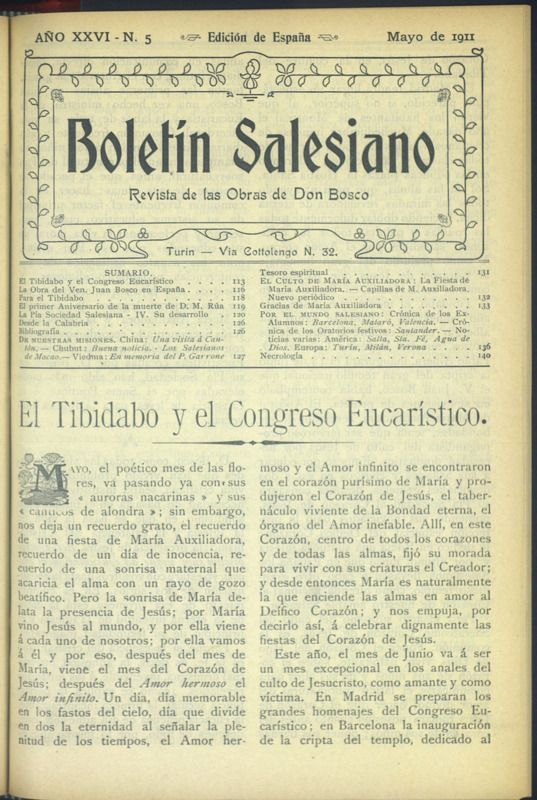 AÑO XXVI - N. 5 Edición de España Mayo de 1911
Boletín Salesiano
Revista de las Obras de Don Bosco
Turín — Via Cottolengo N. 32.
SUMARIO.
El Tibidabo y el Congreso Eucarístico . . . . 113
La Obra del Ven. Juan Bosco en España . . . . 116
Para el Tibidabo . . . . 118
El primer Aniversario de la muerte de D. M. Rúa 119
La Pía Sociedad Salesiana - IV. Su desarrollo . . 120
Desde la Calabria . . . . 126
Bibliografía . . . . 126
DE NUESTRAS MISIONES. China: Una visita á Can-
tón, — Chubut: Buena noticia. - Los Salesianos
de Macao. — Viedma: En memoria del P. Garrone 127
Tesoro espiritual . . . . 131
EL CULTO DE MARÍA AUXILIADORA: La Fiesta de
María Auxiliadora. — Capillas de M. Auxiliadora,
Nuevo periódico . . . . 132
Gracias de María Auxiliadora . . . . 133
POR EL MUNDO SALESIANO: Crónica de los Ex-
Alumnos: Barcelona, Mataró, Valencia. — Cró-
nica de los Oratorios festivos: Santander. — No-
ticias varias: América: Salta, Sta. Fé, Agua de
Dios. Europa: Turín, Milán, Verona . . . . 136
Necrología . . . . 140
El Tibidabo y el Congreso Eucarístico.
MAYO, el poético mes de las flo-
res, va pasando ya con sus
« auroras nacarinas » y sus
« cánticos de alondra »; sin embargo,
nos deja un recuerdo grato, el recuerdo
de una fiesta de María Auxiliadora,
recuerdo de un día de inocencia, re-
cuerdo de una sonrisa maternal que
acaricia el alma con un rayo de gozo
beatífico. Pero la sonrisa de María de-
lata la presencia de Jesús; por María
vino Jesús al mundo, y por ella viene
á cada uno de nosotros; por ella vamos
á él y por eso, después del mes de
María, viene el mes del Corazón de
Jesús; después del Amor hermoso el
Amor infinito. Un día, día memorable
en los fastos del cielo, día que divide
en dos la eternidad al señalar la ple-
nitud de los tiempos, el Amor her-
moso y el Amor infinito se encontraron
en el corazón purísimo de María y pro-
dujeron el Corazón de Jesús, el taber-
náculo viviente de la Bondad eterna, el
órgano del Amor inefable. Allí, en este
Corazón, centro de todos los corazones
y de todas las almas, fijó su morada
para vivir con sus criaturas el Creador;
y desde entonces María es naturalmente
la que enciende las almas en amor al
Deífico Corazón; y nos empuja, por
decirlo así, á celebrar dignamente las
fiestas del Corazón de Jesús.
Este año, el mes de Junio va á ser
un mes excepcional en los anales del
culto de Jesucristo, como amante y como
víctima. En Madrid se preparan los
grandes homenajes del Congreso Eu-
carístico; en Barcelona la inauguración
de la cripta del templo, dedicado al